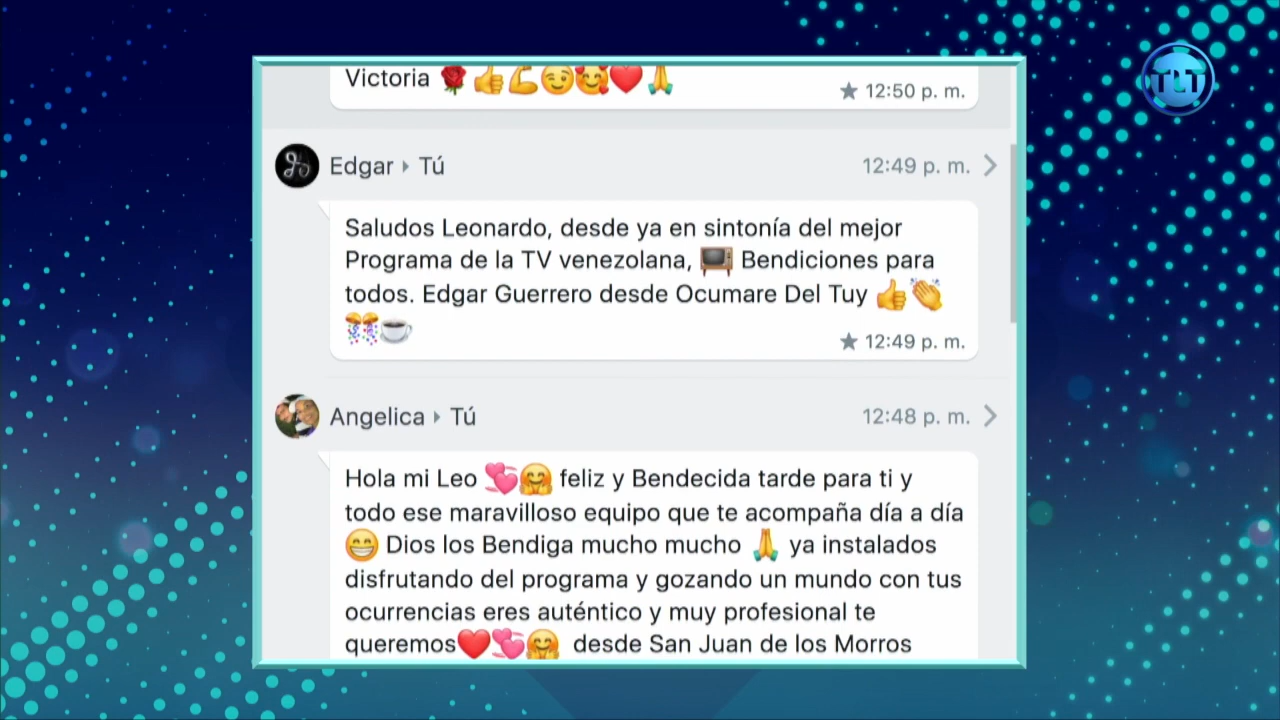 TLT
Victoria 🌹👍💪😉🥰❤️🙏
★ 12:50 p. m.
Edgar ▸ Tú
12:49 p. m.
Saludos Leonardo, desde ya en sintonía del mejor
Programa de la TV venezolana, 📺 Bendiciones para
todos. Edgar Guerrero desde Ocumare Del Tuy 👍👏
🎊☕
★ 12:49 p. m.
Angelica ▸ Tú
12:48 p. m.
Hola mi Leo 💞🤗 feliz y Bendecida tarde para ti y
todo ese maravilloso equipo que te acompaña día a día
😁 Dios los Bendiga mucho mucho 🙏 ya instalados
disfrutando del programa y gozando un mundo con tus
ocurrencias eres auténtico y muy profesional te
queremos❤️💞🤗 desde San Juan de los Morros